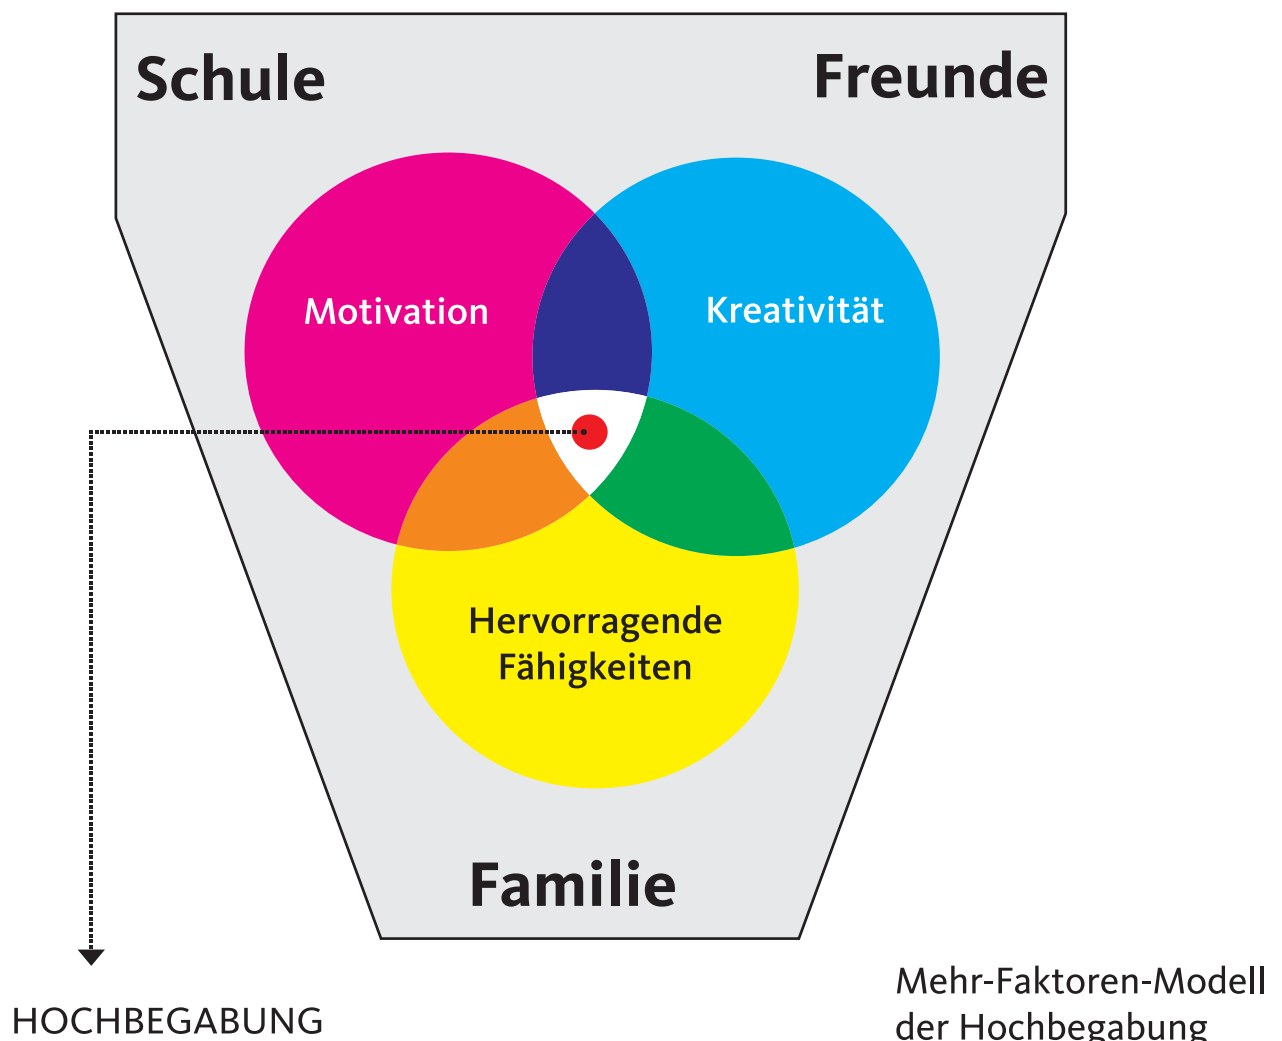 Schule
Freunde
Motivation
Kreativität
Hervorragende
Fähigkeiten
Familie
HOCHBEGABUNG
Mehr-Faktoren-Modell
der Hochbegabung